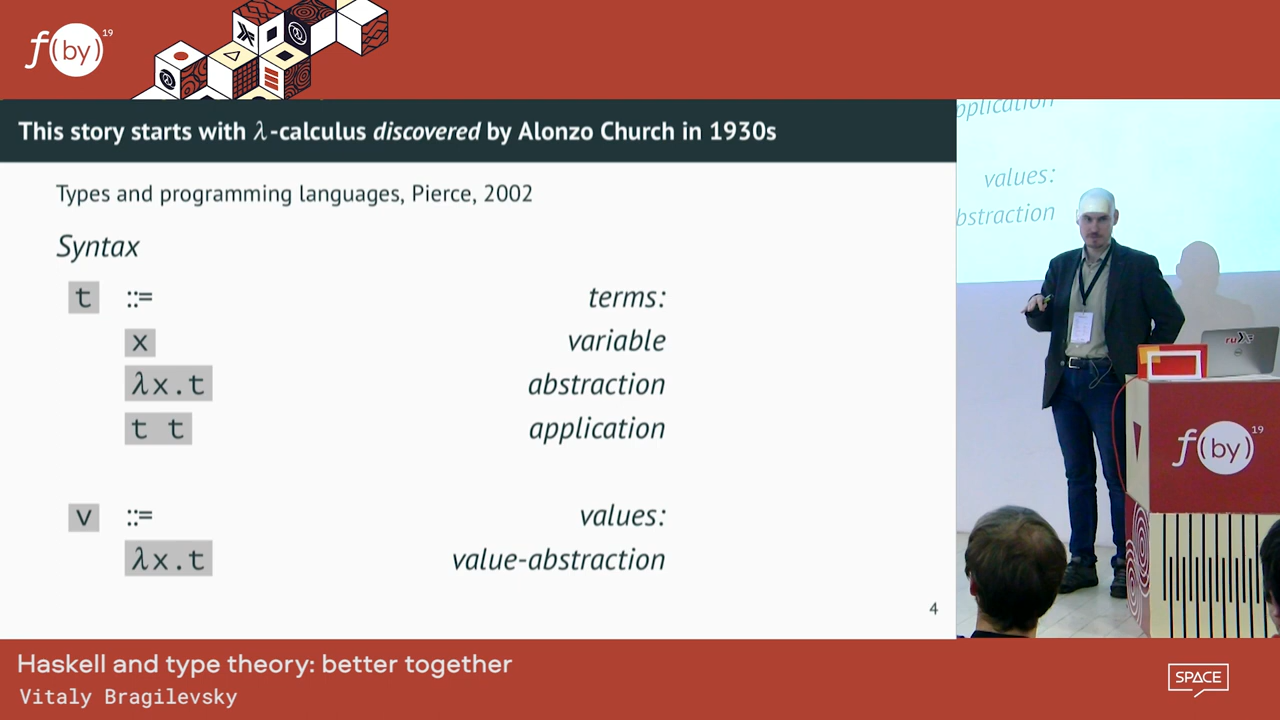 f(by) 19
This story starts with λ-calculus discovered by Alonzo Church in 1930s
Types and programming languages, Pierce, 2002
Syntax
t ::= terms:
x variable
λx.t abstraction
t t application
v ::= values:
λx.t value-abstraction
4
pplication
values:
bstraction
f(by) 19
Haskell and type theory: better together
Vitaly Bragilevsky
SPACE